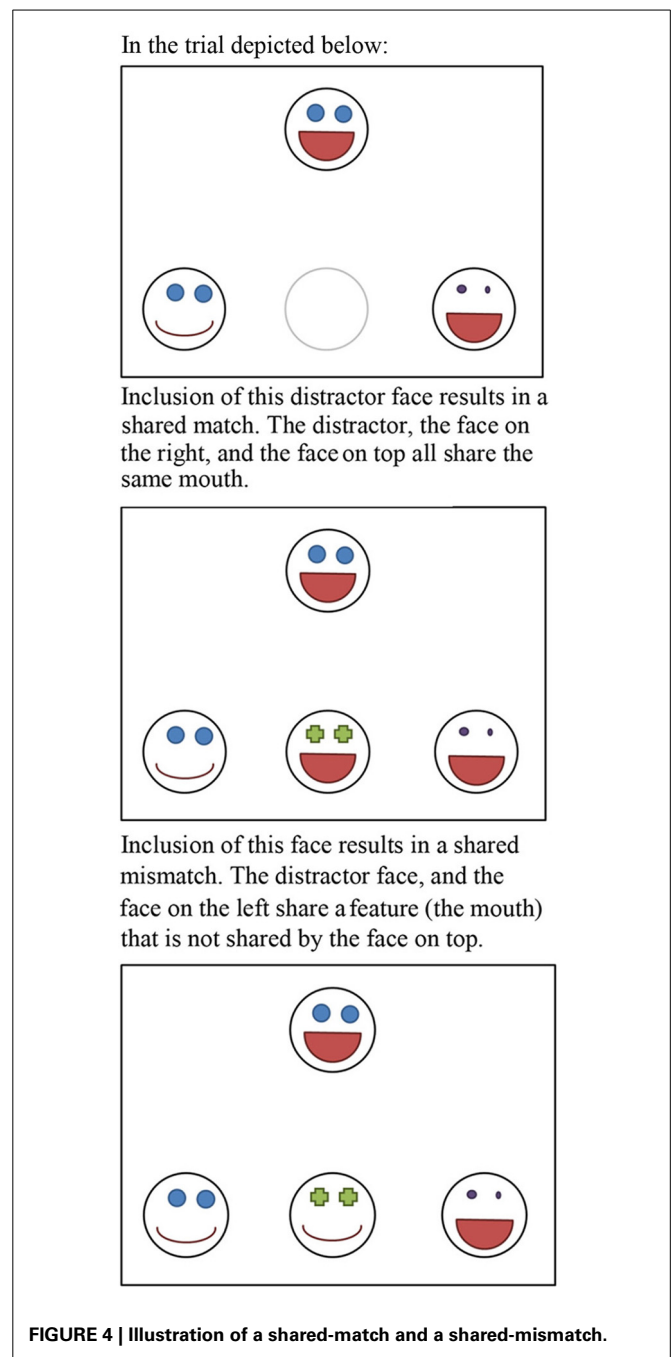 In the trial depicted below:
Inclusion of this distractor face results in a
shared match. The distractor, the face on
the right, and the face on top all share the
same mouth.
Inclusion of this face results in a shared
mismatch. The distractor face, and the
face on the left share a feature (the mouth)
that is not shared by the face on top.
FIGURE 4 | Illustration of a shared-match and a shared-mismatch.